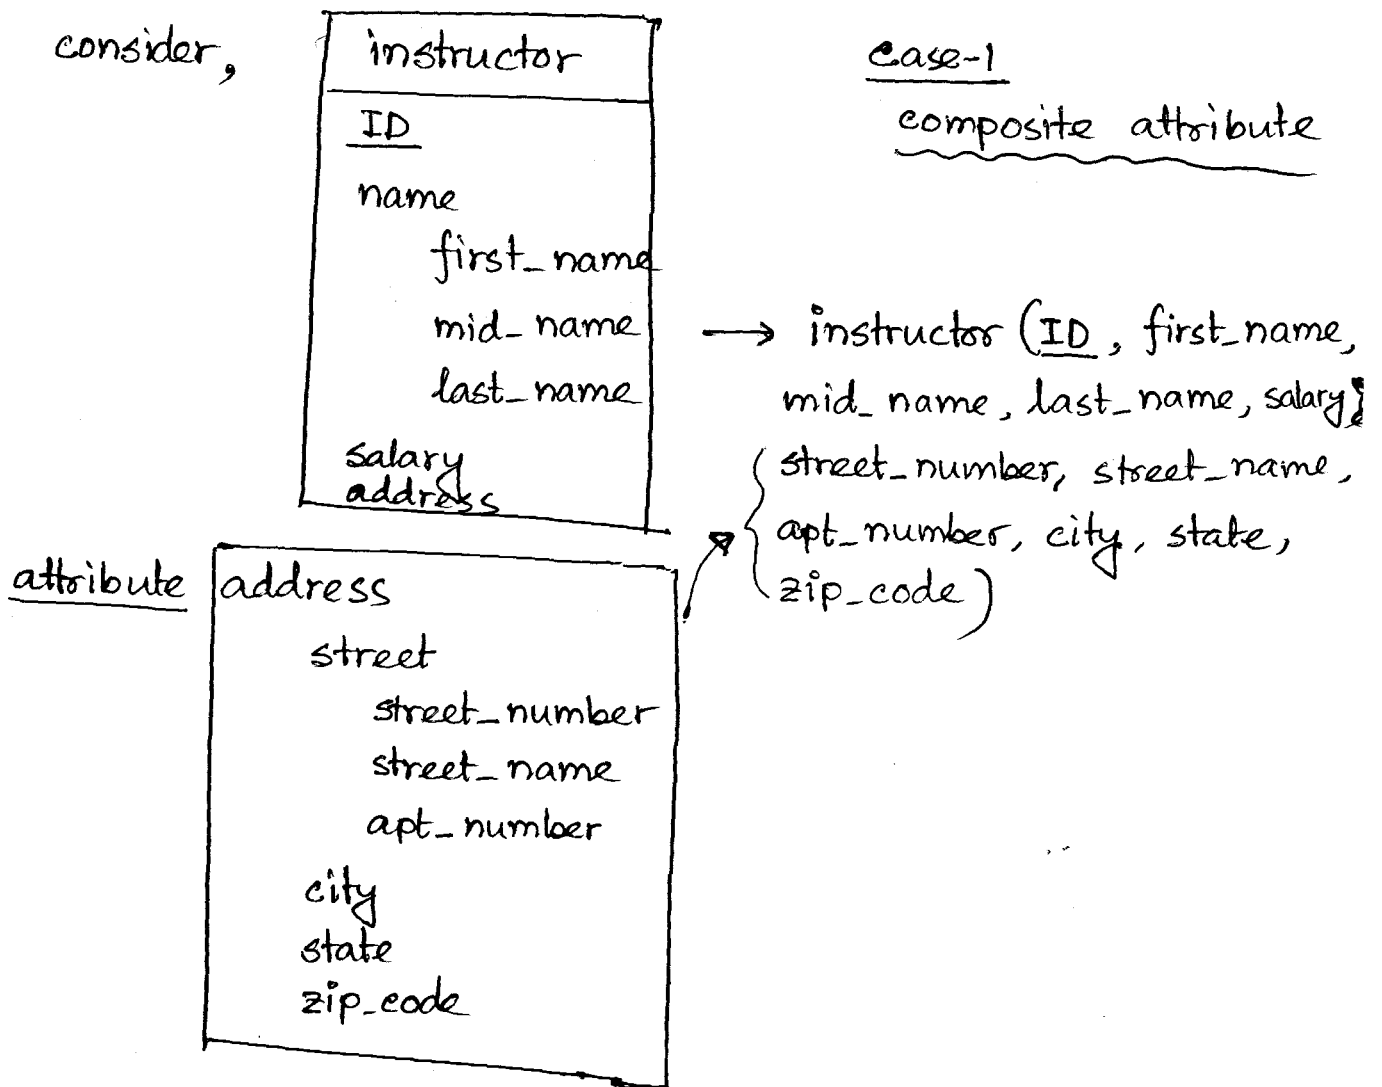 consider,
instructor
ID
name
first_name
mid_name
last_name
salary
address
case-1
composite attribute
→ instructor (ID, first_name,
mid_name, last_name, salary,
street_number, street_name,
apt_number, city, state,
zip_code)
attribute
address
street
street_number
street_name
apt_number
city
state
zip_code